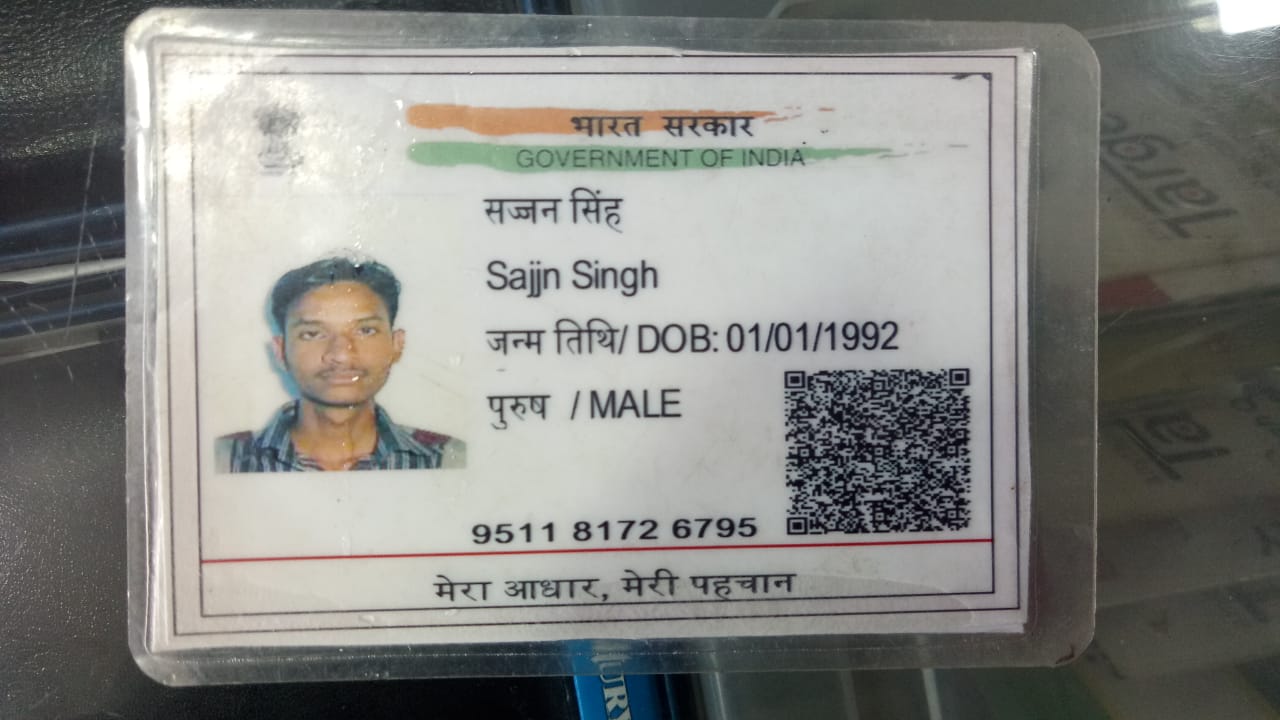 भारत सरकार
GOVERNMENT OF INDIA
सज्जन सिंह
Sajjn Singh
जन्म तिथि/ DOB: 01/01/1992
पुरुष / MALE
9511 8172 6795
मेरा आधार, मेरी पहचान
Targe